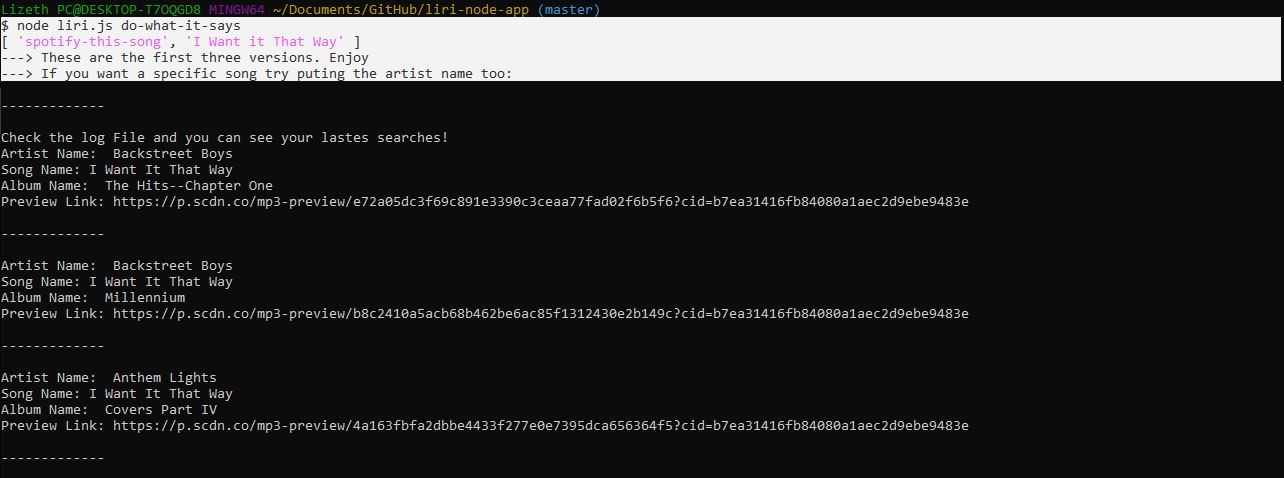 Lizeth PC@DESKTOP-T7OQGD8 MINGW64 ~/Documents/GitHub/liri-node-app (master)
$ node liri.js do-what-it-says
[ 'spotify-this-song', 'I Want it That Way' ]
---> These are the first three versions. Enjoy
---> If you want a specific song try puting the artist name too:
-------------
Check the log File and you can see your lastes searches!
Artist Name:  Backstreet Boys
Song Name: I Want It That Way
Album Name:  The Hits--Chapter One
Preview Link: https://p.scdn.co/mp3-preview/e72a05dc3f69c891e3390c3ceaa77fad02f6b5f6?cid=b7ea31416fb84080a1aec2d9ebe9483e
-------------
Artist Name:  Backstreet Boys
Song Name: I Want It That Way
Album Name:  Millennium
Preview Link: https://p.scdn.co/mp3-preview/b8c2410a5acb68b462be6ac85f1312430e2b149c?cid=b7ea31416fb84080a1aec2d9ebe9483e
-------------
Artist Name:  Anthem Lights
Song Name: I Want It That Way
Album Name:  Covers Part IV
Preview Link: https://p.scdn.co/mp3-preview/4a163fbfa2dbbe4433f277e0e7395dca656364f5?cid=b7ea31416fb84080a1aec2d9ebe9483e
-------------